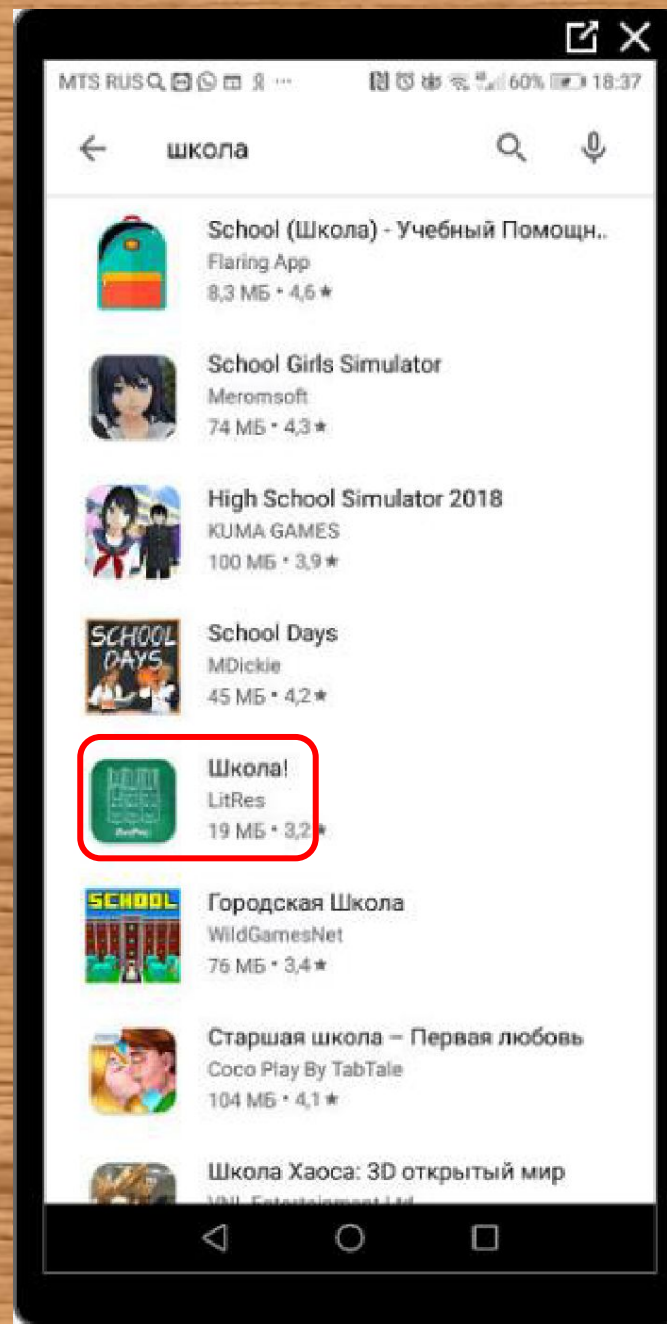 MTS RUS 60% 18:37
школа
School (Школа) - Учебный Помощн..
Flaring App
8,3 МБ • 4,6 ★
School Girls Simulator
Meromsoft
74 МБ • 4,3 ★
High School Simulator 2018
KUMA GAMES
100 МБ • 3,9 ★
SCHOOL DAYS
School Days
MDickie
45 МБ • 4,2 ★
Школа!
LitRes
19 МБ • 3,2 ★
SCHOOL
Городская Школа
WildGamesNet
76 МБ • 3,4 ★
Старшая школа – Первая любовь
Coco Play By TabTale
104 МБ • 4,1 ★
Школа Хаоса: 3D открытый мир